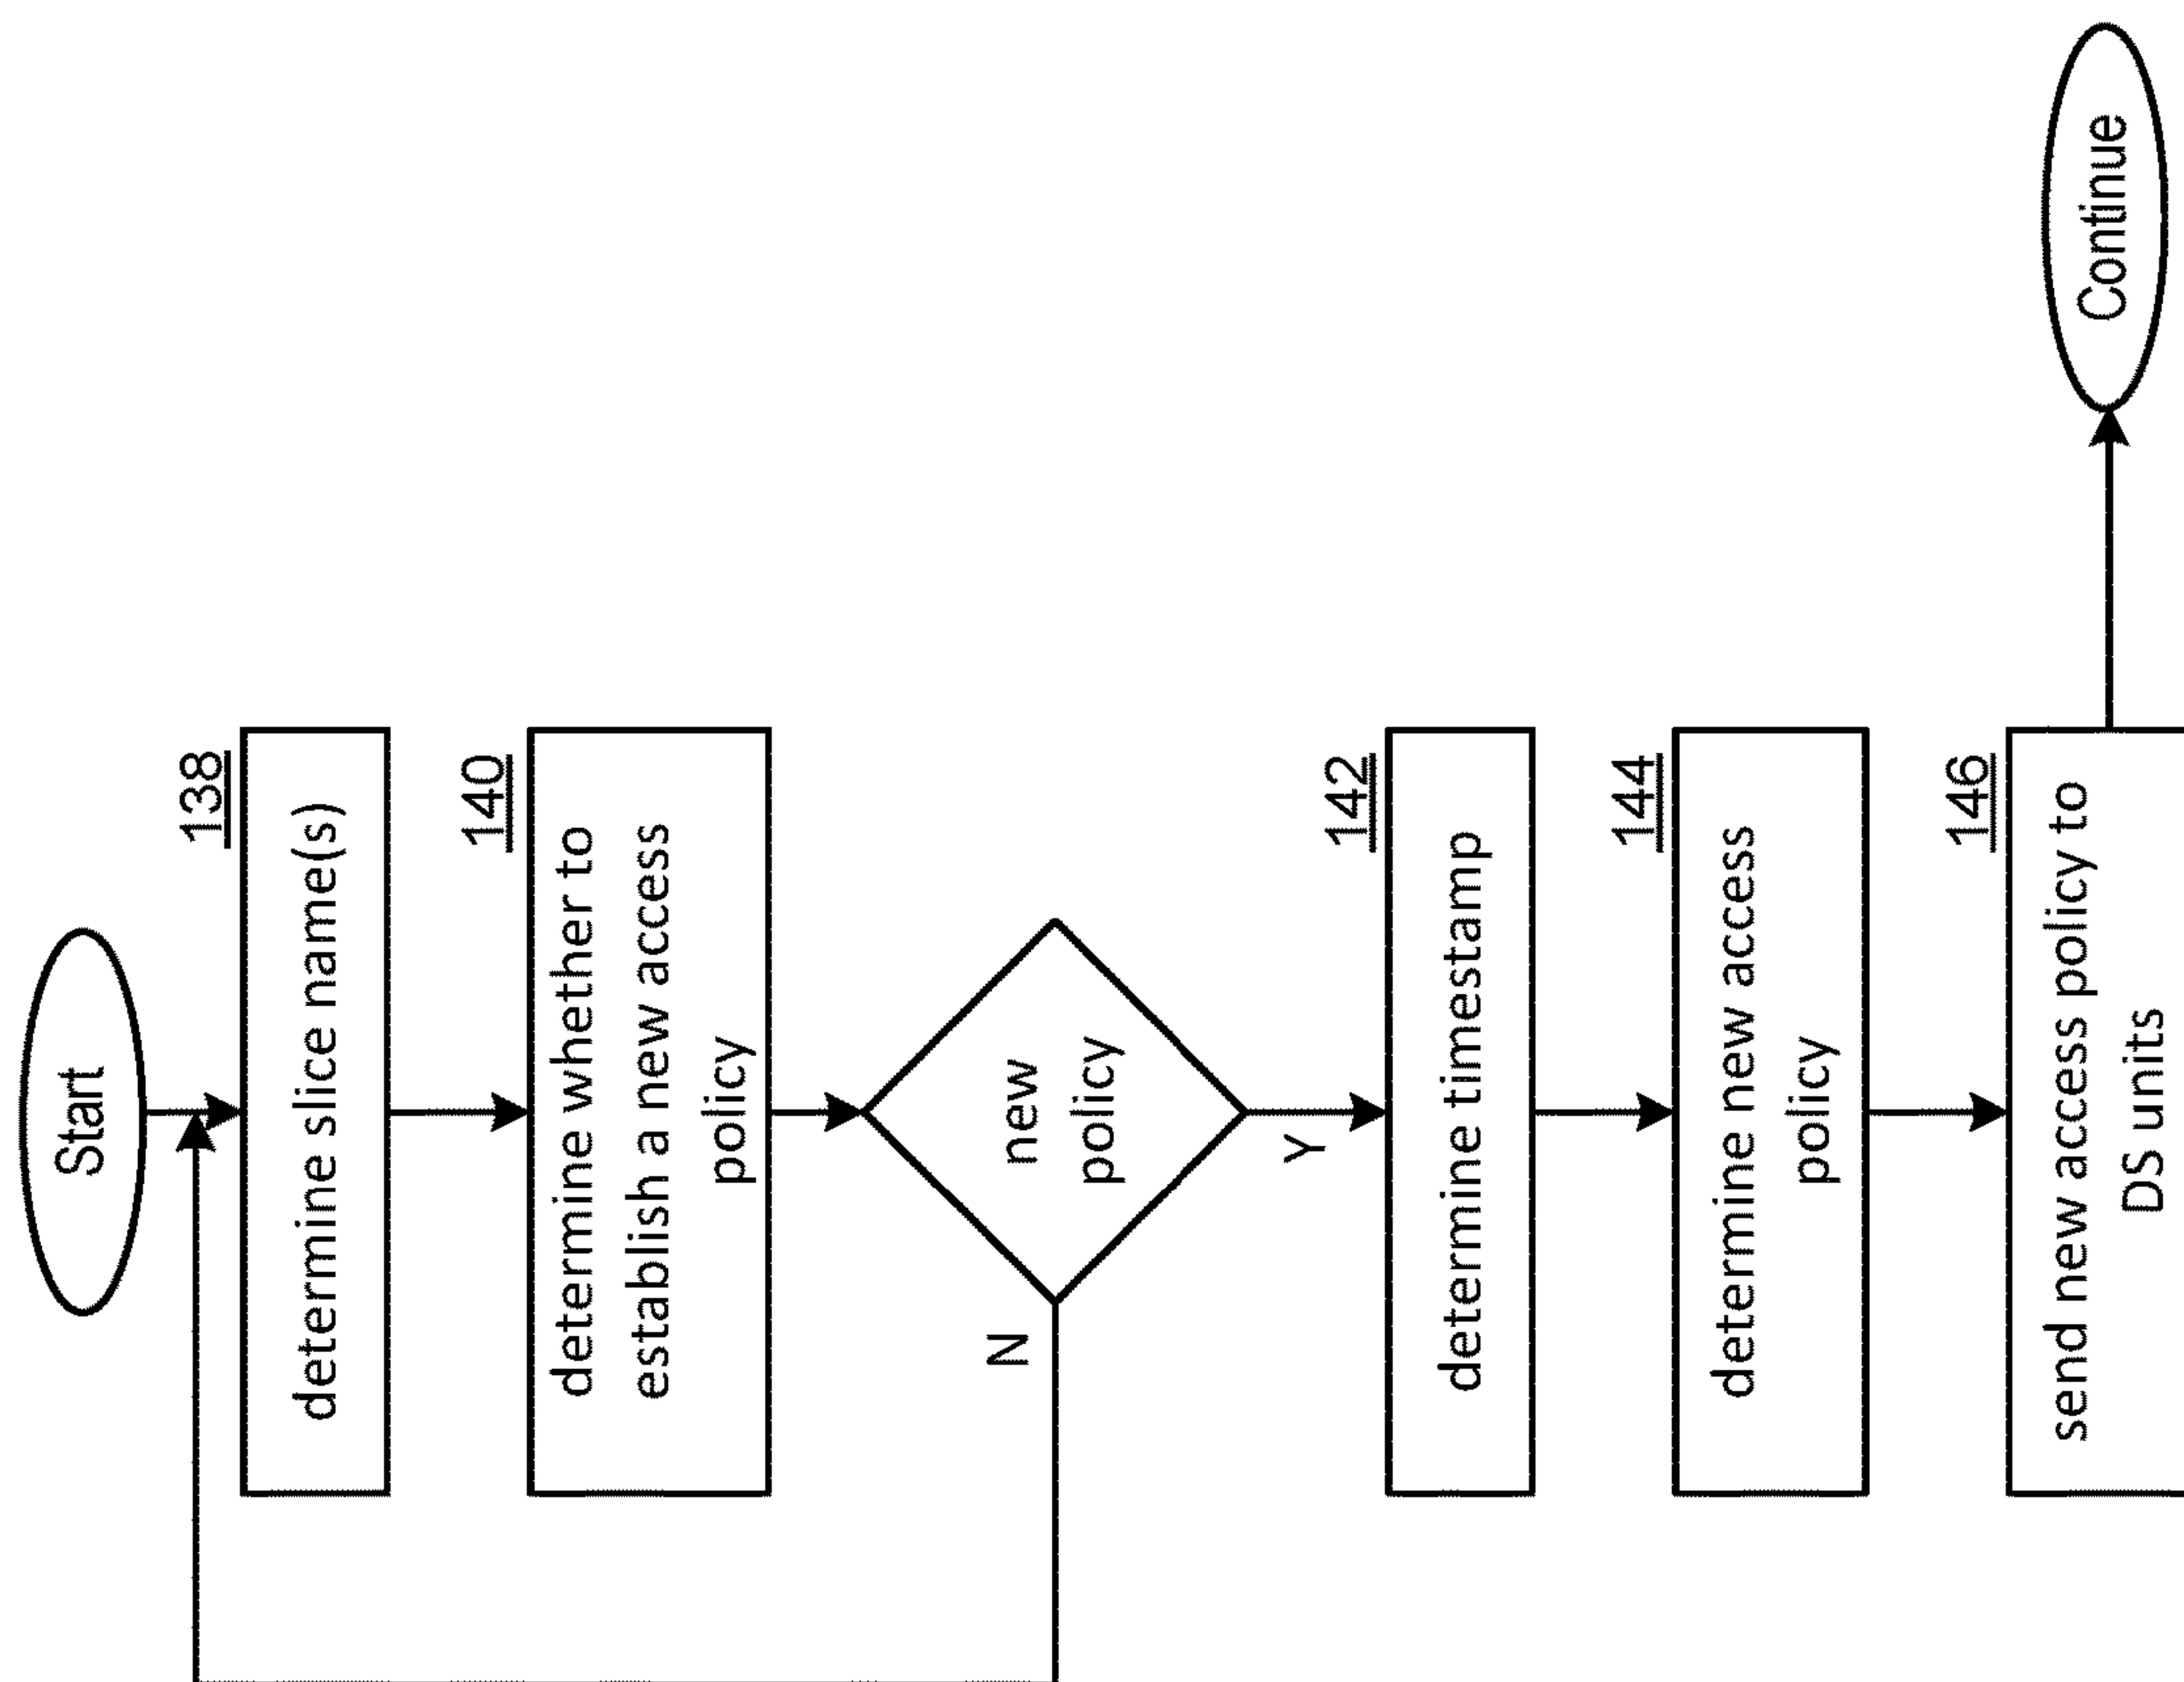 Start
138
determine slice name(s)
140
determine whether to
establish a new access
policy
new
policy
N
Y
142
determine timestamp
144
determine new access
policy
146
send new access policy to
DS units
Continue